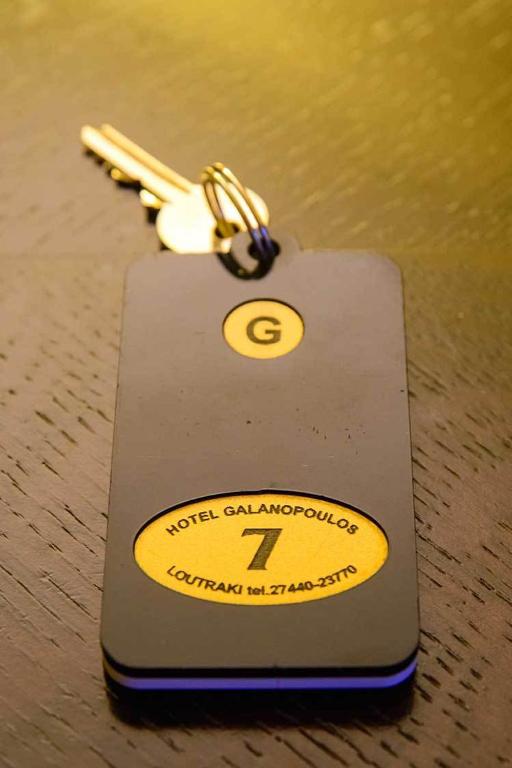 G
HOTEL GALANOPOULOS
7
LOUTRAKI tel.27440-23770